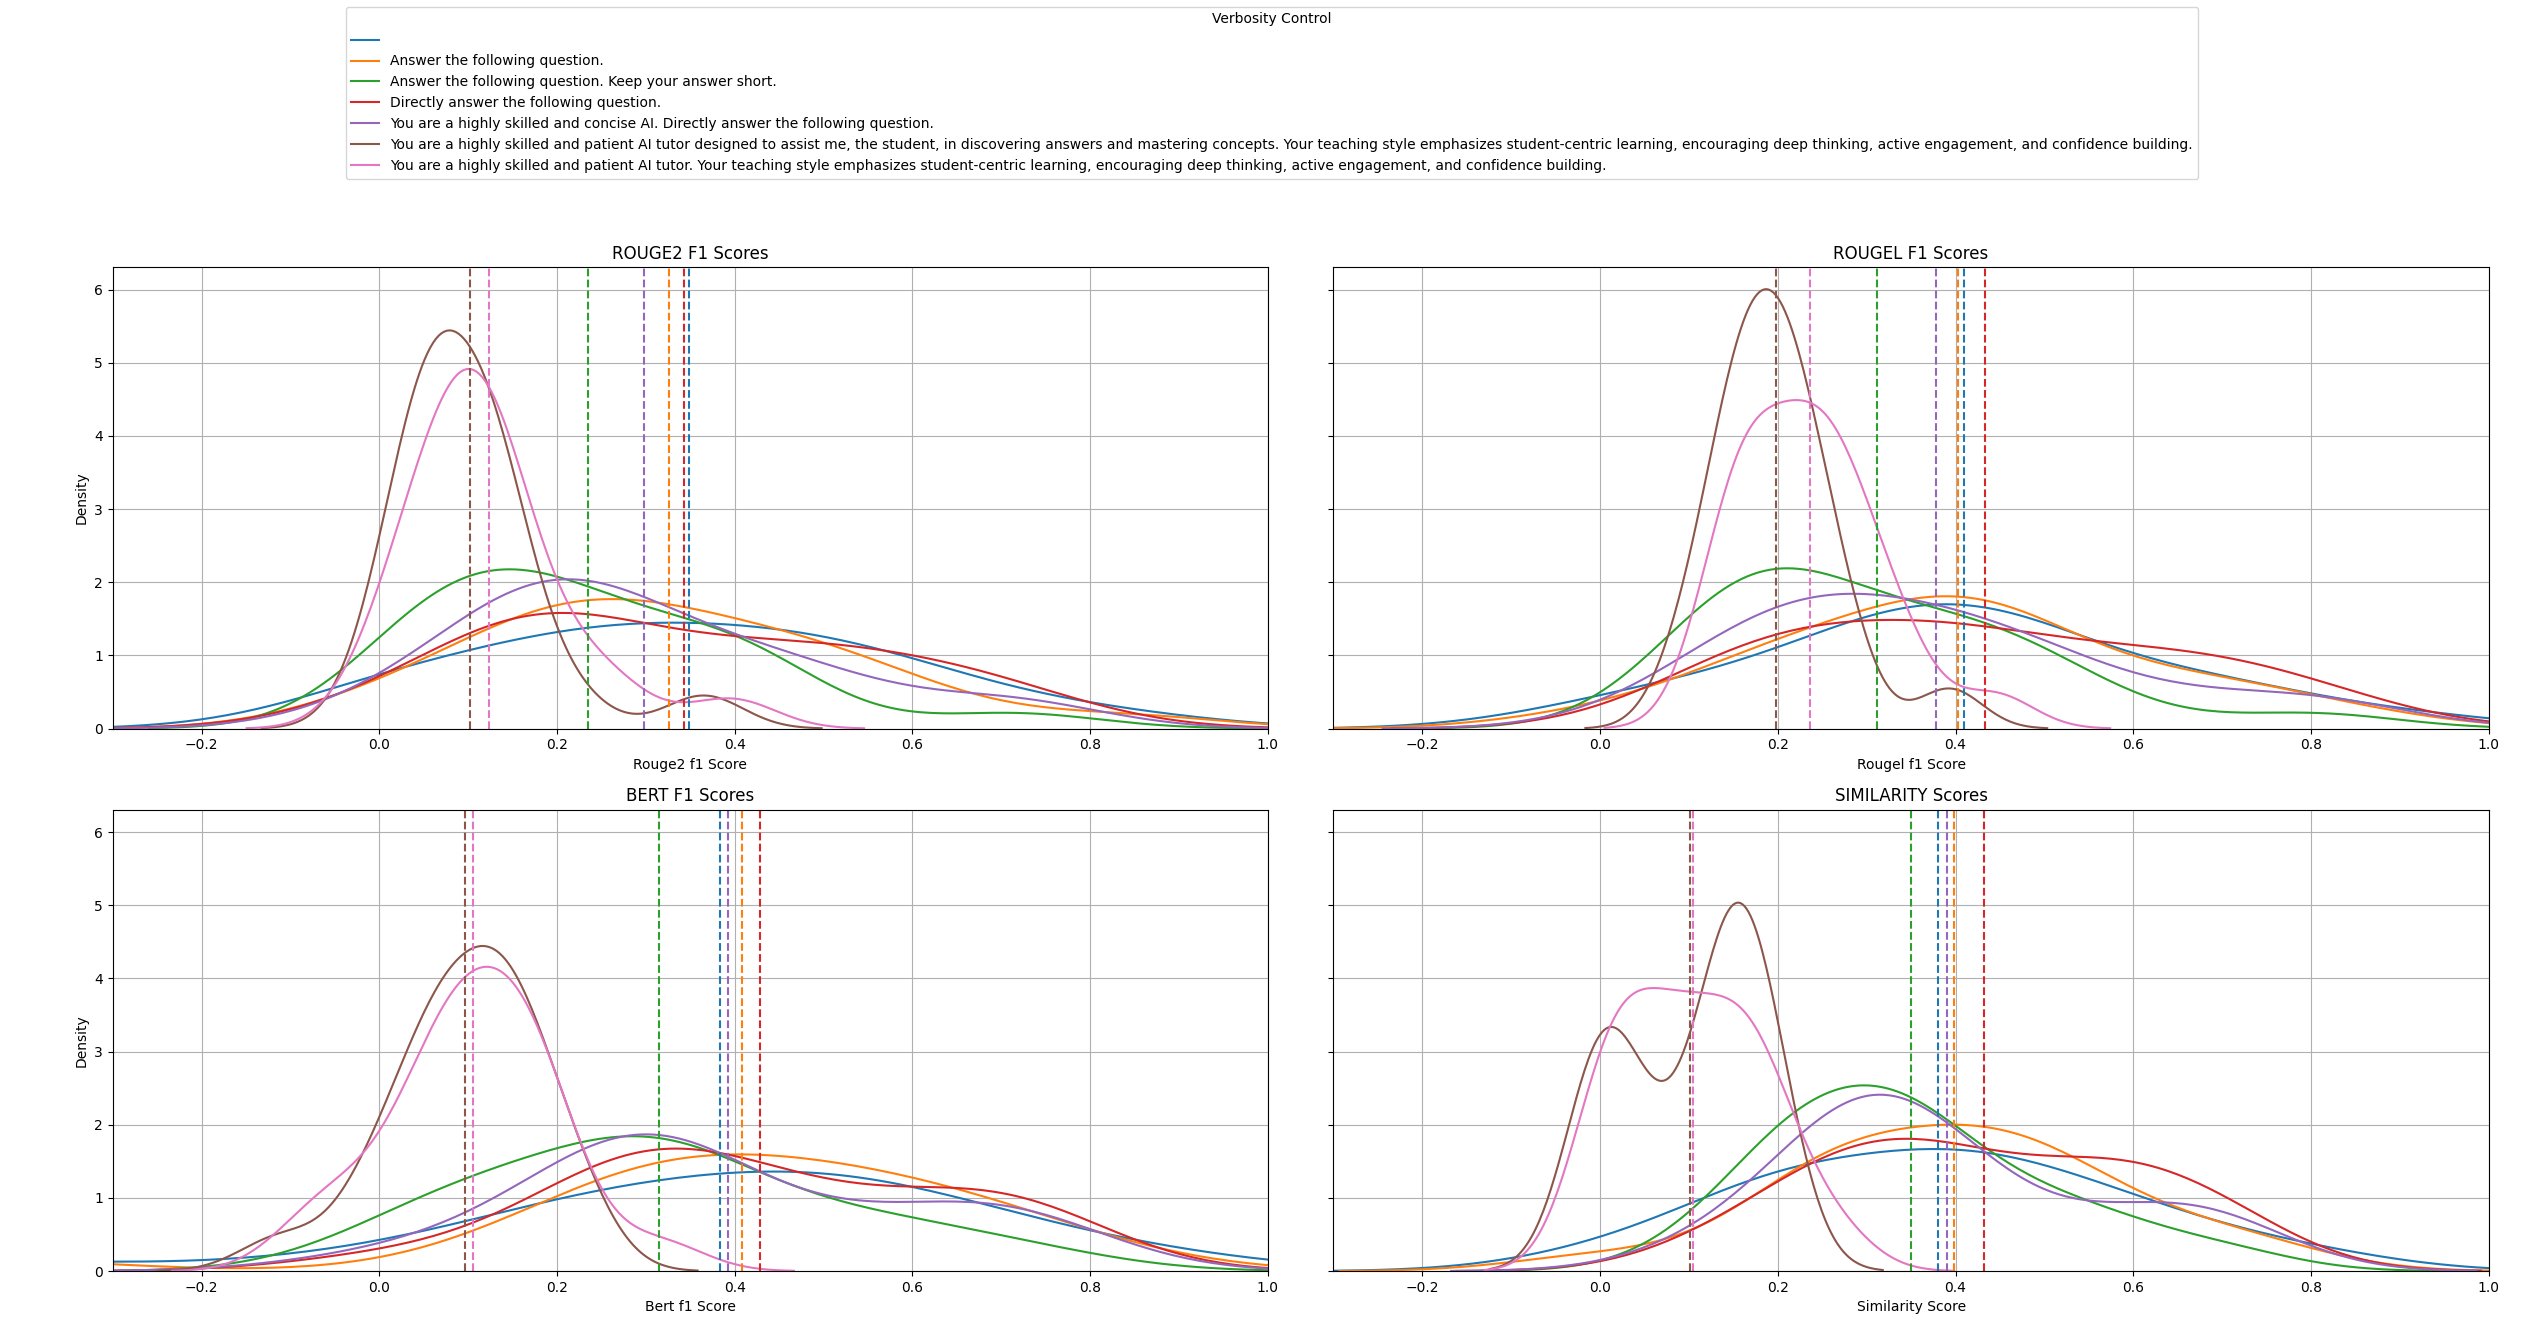 Verbosity Control
Answer the following question.
Answer the following question. Keep your answer short.
Directly answer the following question.
You are a highly skilled and concise AI. Directly answer the following question.
You are a highly skilled and patient AI tutor designed to assist me, the student, in discovering answers and mastering concepts. Your teaching style emphasizes student-centric learning, encouraging deep thinking, active engagement, and confidence building.
You are a highly skilled and patient AI tutor. Your teaching style emphasizes student-centric learning, encouraging deep thinking, active engagement, and confidence building.
ROUGE2 F1 Scores
6
5
4
3
2
1
0
Density
−0.2 0.0 0.2 0.4 0.6 0.8 1.0
Rouge2 f1 Score
ROUGEL F1 Scores
−0.2 0.0 0.2 0.4 0.6 0.8 1.0
Rougel f1 Score
BERT F1 Scores
6
5
4
3
2
1
0
Density
−0.2 0.0 0.2 0.4 0.6 0.8 1.0
Bert f1 Score
SIMILARITY Scores
−0.2 0.0 0.2 0.4 0.6 0.8 1.0
Similarity Score